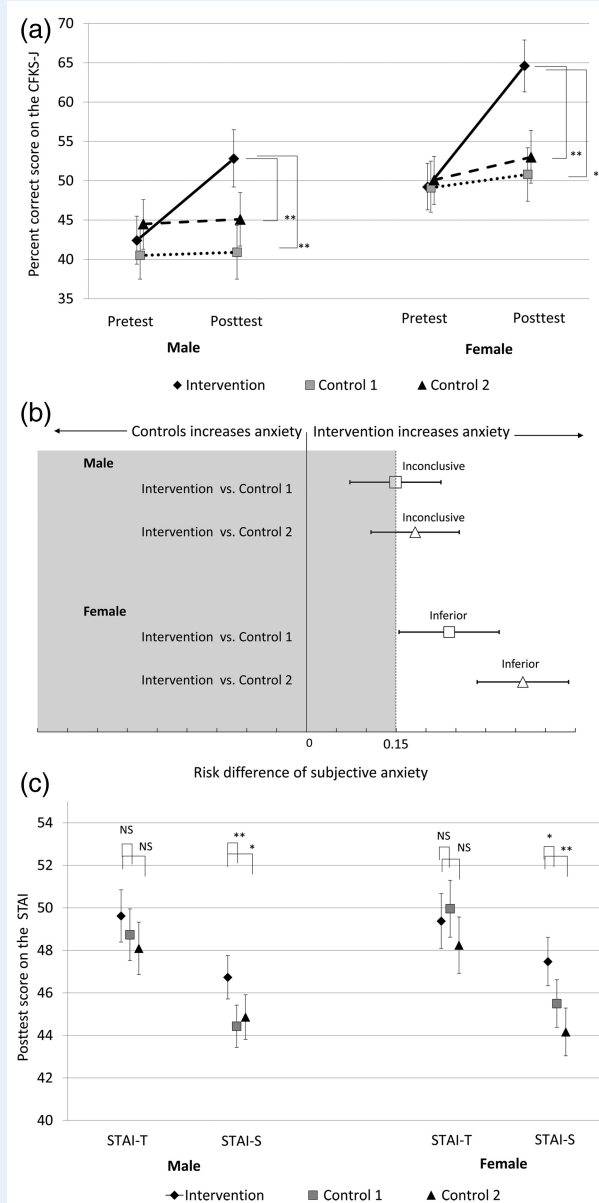 (a)
Percent correct score on the CFKS-J
70
65
60
55
50
45
40
35
**
**
**
*
Pretest Posttest Pretest Posttest
Male Female
Intervention Control 1 Control 2
(b)
Controls increases anxiety Intervention increases anxiety
Male
Inconclusive
Intervention vs. Control 1
Inconclusive
Intervention vs. Control 2
Female
Inferior
Intervention vs. Control 1
Inferior
Intervention vs. Control 2
0 0.15
Risk difference of subjective anxiety
(c)
Posttest score on the STAI
54
52
50
48
46
44
42
40
NS
NS
**
*
NS
NS
*
**
STAI-T STAI-S STAI-T STAI-S
Male Female
Intervention Control 1 Control 2